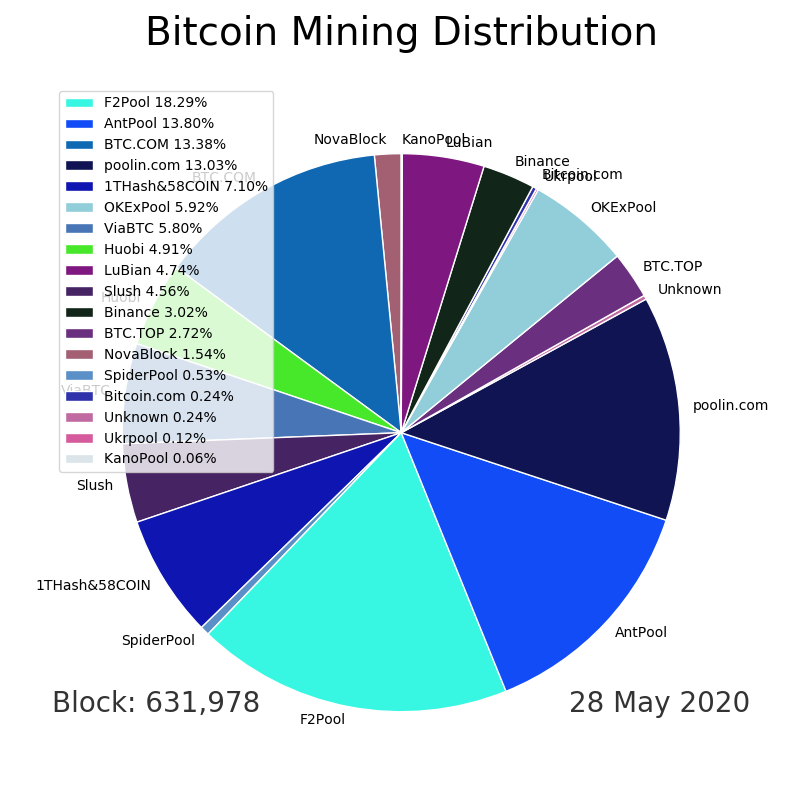 Bitcoin Mining Distribution
F2Pool 18.29%
AntPool 13.80%
BTC.COM 13.38%
poolin.com 13.03%
1THash&58COIN 7.10%
OKExPool 5.92%
ViaBTC 5.80%
Huobi 4.91%
LuBian 4.74%
Slush 4.56%
Binance 3.02%
BTC.TOP 2.72%
NovaBlock 1.54%
SpiderPool 0.53%
Bitcoin.com 0.24%
Unknown 0.24%
Ukrpool 0.12%
KanoPool 0.06%
NovaBlock
KanoPool
LuBian
Binance
Bitcoin.com
Ukrpool
OKExPool
BTC.TOP
Unknown
poolin.com
AntPool
F2Pool
SpiderPool
1THash&58COIN
Slush
ViaBTC
Huobi
BTC.COM
Block: 631,978
28 May 2020